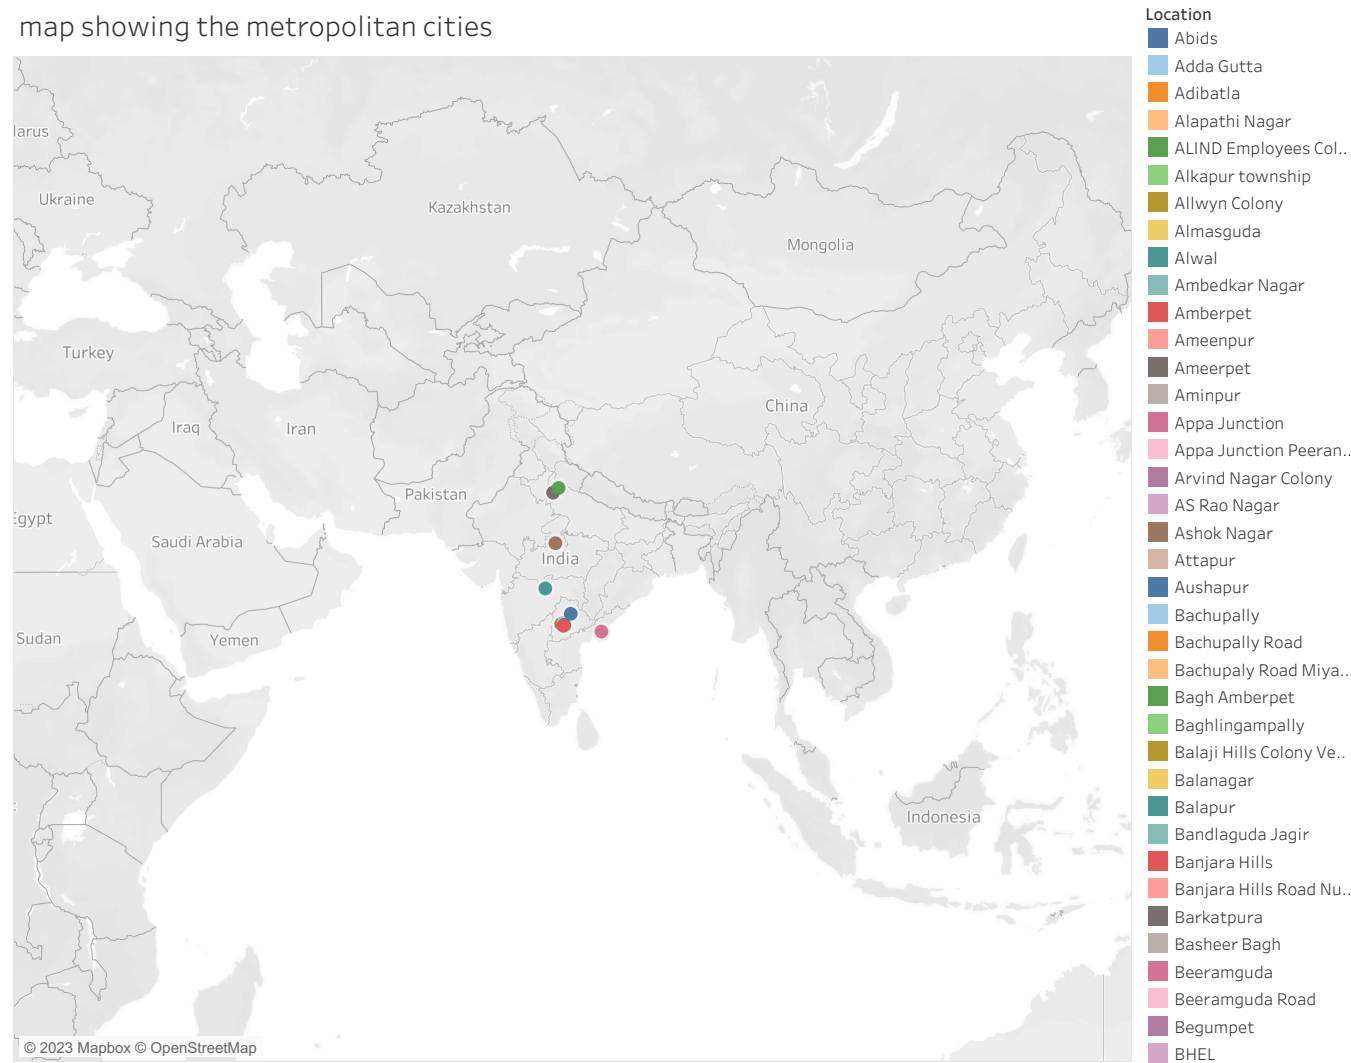 map showing the metropolitan cities
Location
Abids
Adda Gutta
Adibatla
Alapathi Nagar
ALIND Employees Col..
Alkapur township
Allwyn Colony
Almasguda
Alwal
Ambedkar Nagar
Amberpet
Ameenpur
Ameerpet
Aminpur
Appa Junction
Appa Junction Peeran..
Arvind Nagar Colony
AS Rao Nagar
Ashok Nagar
Attapur
Aushapur
Bachupally
Bachupally Road
Bachupaly Road Miya..
Bagh Amberpet
Baghlingampally
Balaji Hills Colony Ve..
Balanagar
Balapur
Bandlaguda Jagir
Banjara Hills
Banjara Hills Road Nu..
Barkatpura
Basheer Bagh
Beeramguda
Beeramguda Road
Begumpet
BHEL
larus
Ukraine
Kazakhstan
Mongolia
Turkey
China
Iraq
Iran
Pakistan
Egypt
Saudi Arabia
India
Sudan
Yemen
Indonesia
© 2023 Mapbox © OpenStreetMap